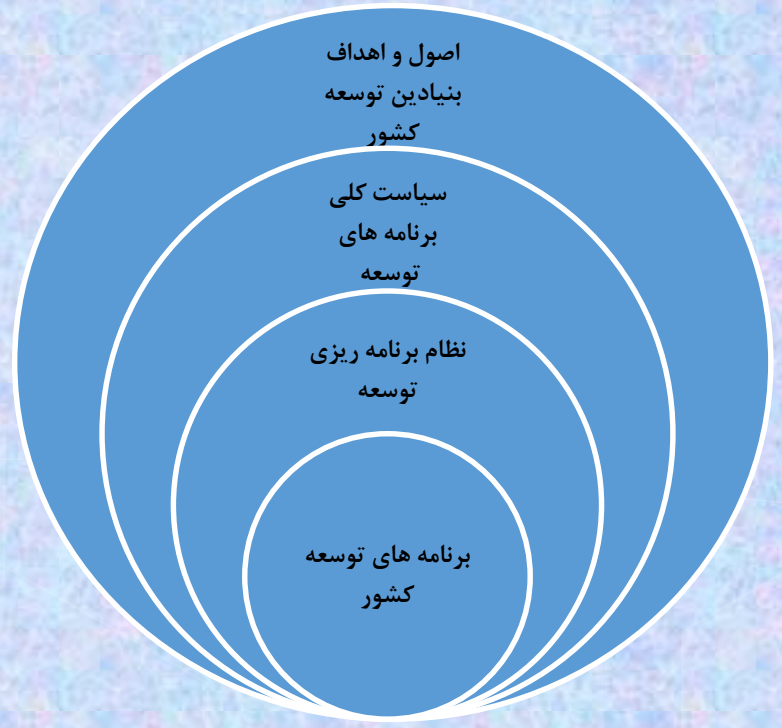 اصول و اهداف
بنیادین توسعه
کشور
سیاست کلی
برنامه های
توسعه
نظام برنامه ریزی
توسعه
برنامه های توسعه
کشور